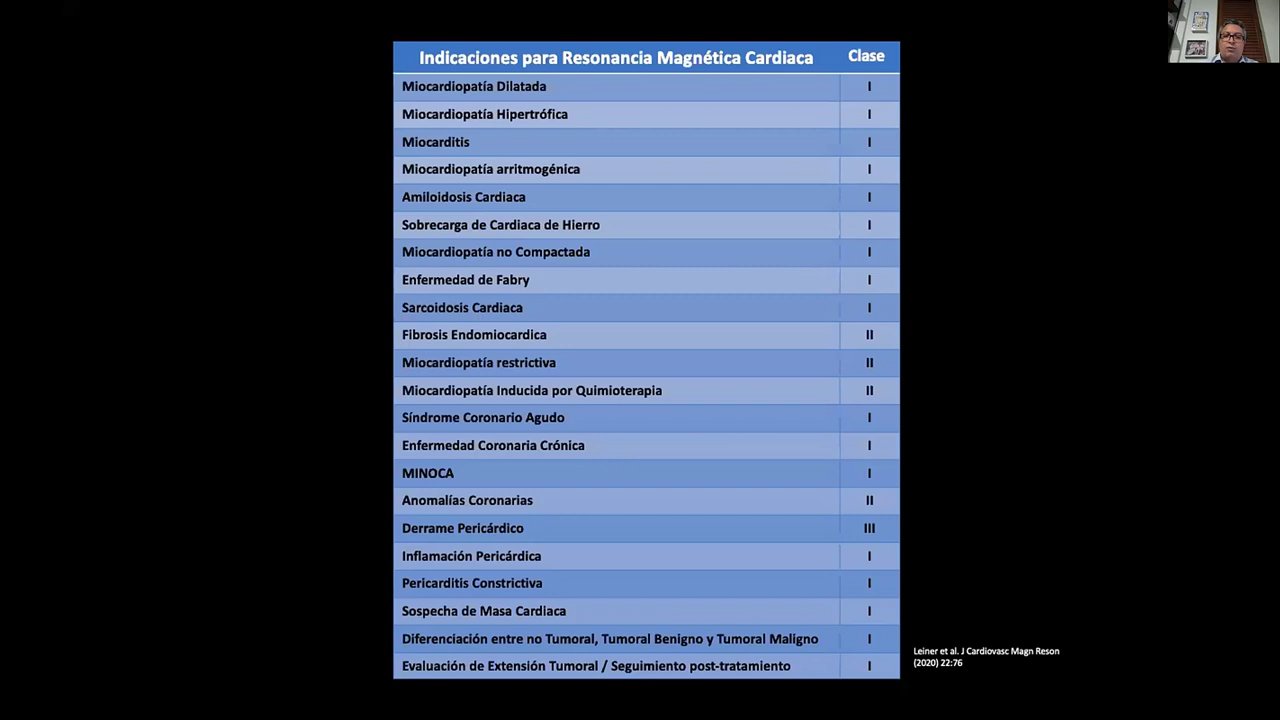 Indicaciones para Resonancia Magnética Cardiaca Clase
Miocardiopatía Dilatada I
Miocardiopatía Hipertrófica I
Miocarditis I
Miocardiopatía arritmogénica I
Amiloidosis Cardiaca I
Sobrecarga de Cardiaca de Hierro I
Miocardiopatía no Compactada I
Enfermedad de Fabry I
Sarcoidosis Cardiaca I
Fibrosis Endomiocardica II
Miocardiopatía restrictiva II
Miocardiopatía Inducida por Quimioterapia II
Síndrome Coronario Agudo I
Enfermedad Coronaria Crónica I
MINOCA I
Anomalías Coronarias II
Derrame Pericárdico III
Inflamación Pericárdica I
Pericarditis Constrictiva I
Sospecha de Masa Cardiaca I
Diferenciación entre no Tumoral, Tumoral Benigno y Tumoral Maligno I
Evaluación de Extensión Tumoral / Seguimiento post-tratamiento I
Leiner et al. J Cardiovasc Magn Reson
(2020) 22:76